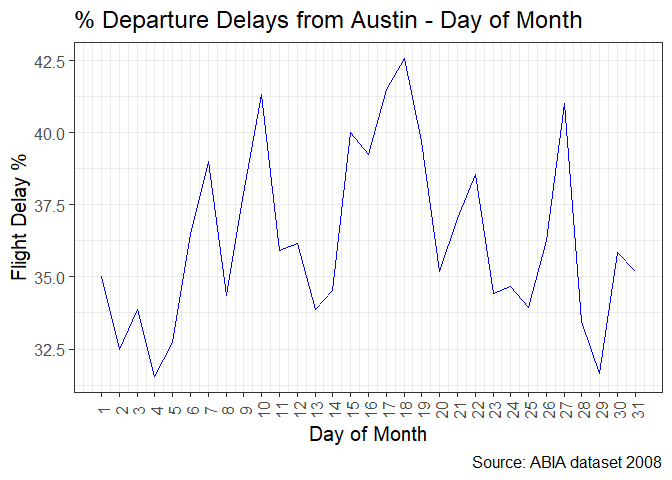 % Departure Delays from Austin - Day of Month
Flight Delay %
42.5
40.0
37.5
35.0
32.5
1 2 3 4 5 6 7 8 9 10 11 12 13 14 15 16 17 18 19 20 21 22 23 24 25 26 27 28 29 30 31
Day of Month
Source: ABIA dataset 2008